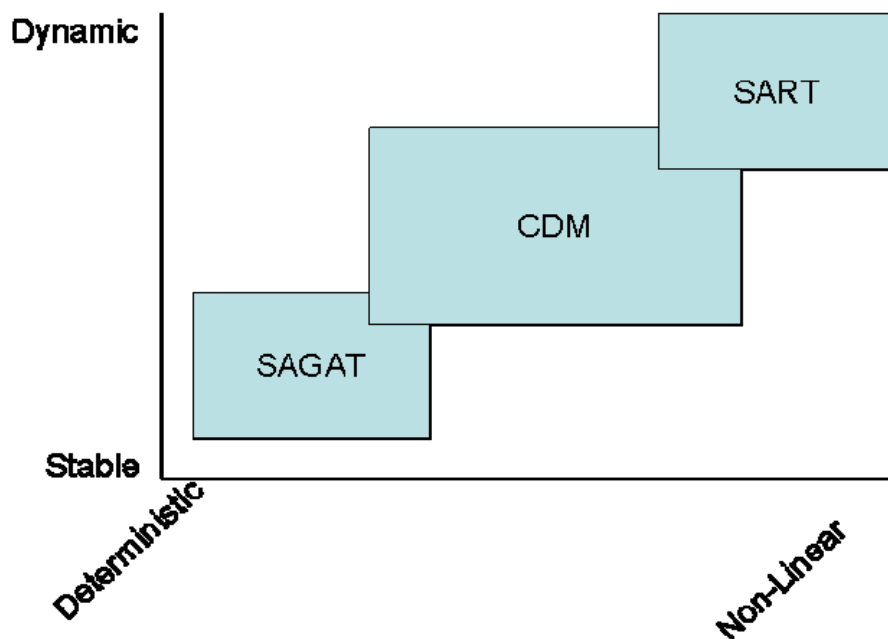 Dynamic
SART
CDM
SAGAT
Stable
Deterministic
Non-Linear